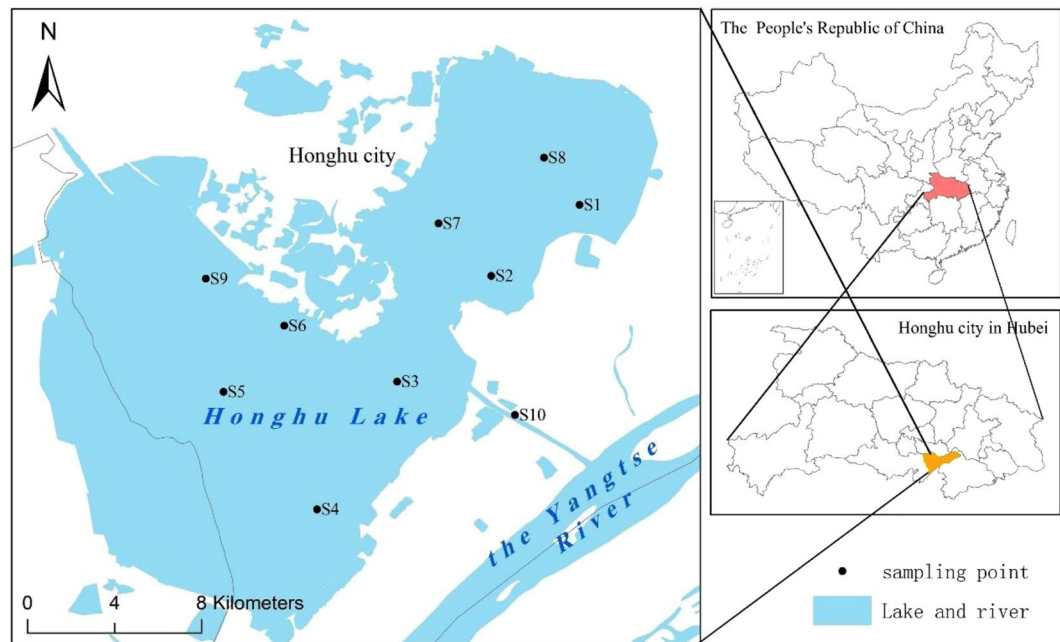 N
Honghu city
S8
S1
S7
S2
S9
S6
S3
S5
Honghu Lake
S10
S4
the Yangtse
River
0 4 8 Kilometers
The People's Republic of China
Honghu city in Hubei
sampling point
Lake and river